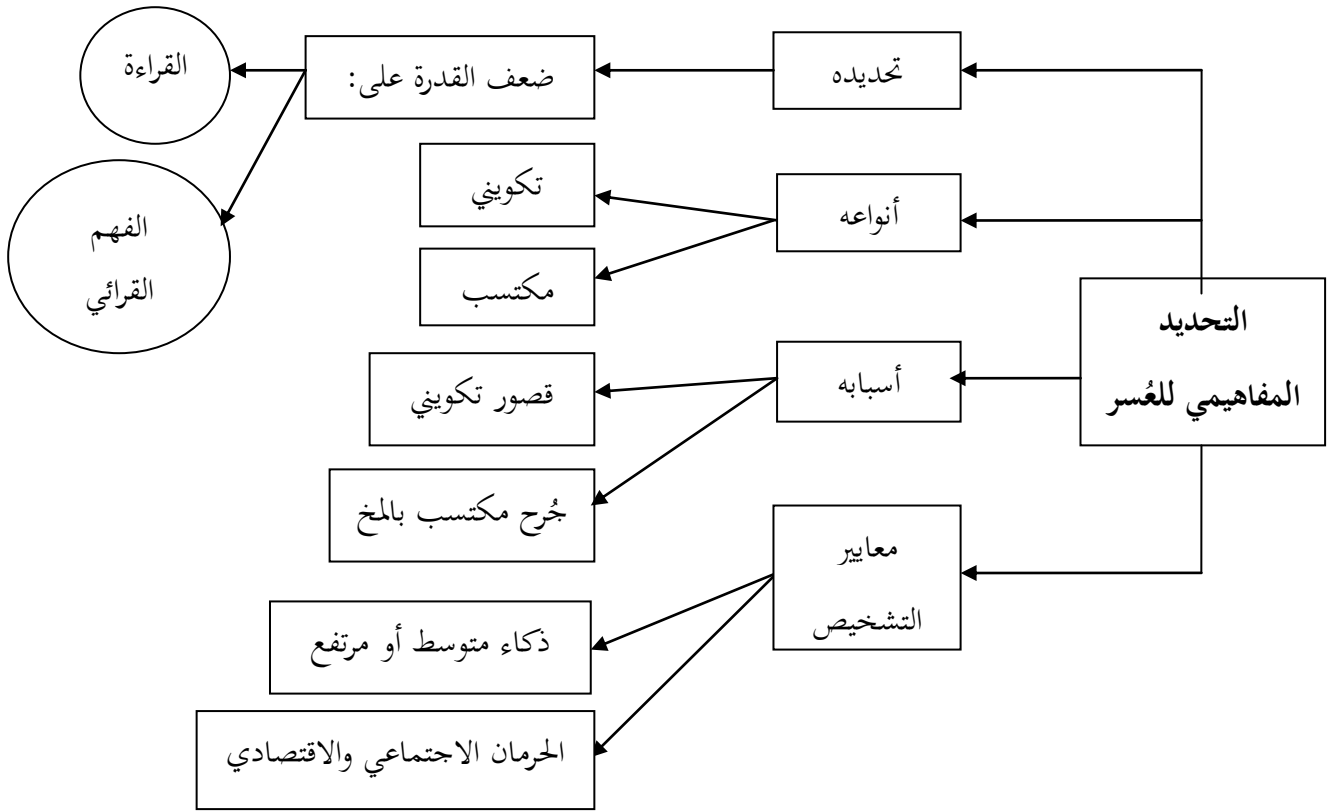 التحديد
المفاهيمي للعُسر
تحديده
ضعف القدرة على:
القراءة
الفهم
القرائي
أنواعه
تكويني
مكتسب
أسبابه
قصور تكويني
جُرح مكتسب بالمخ
معايير
التشخيص
ذكاء متوسط أو مرتفع
الحرمان الاجتماعي والاقتصادي